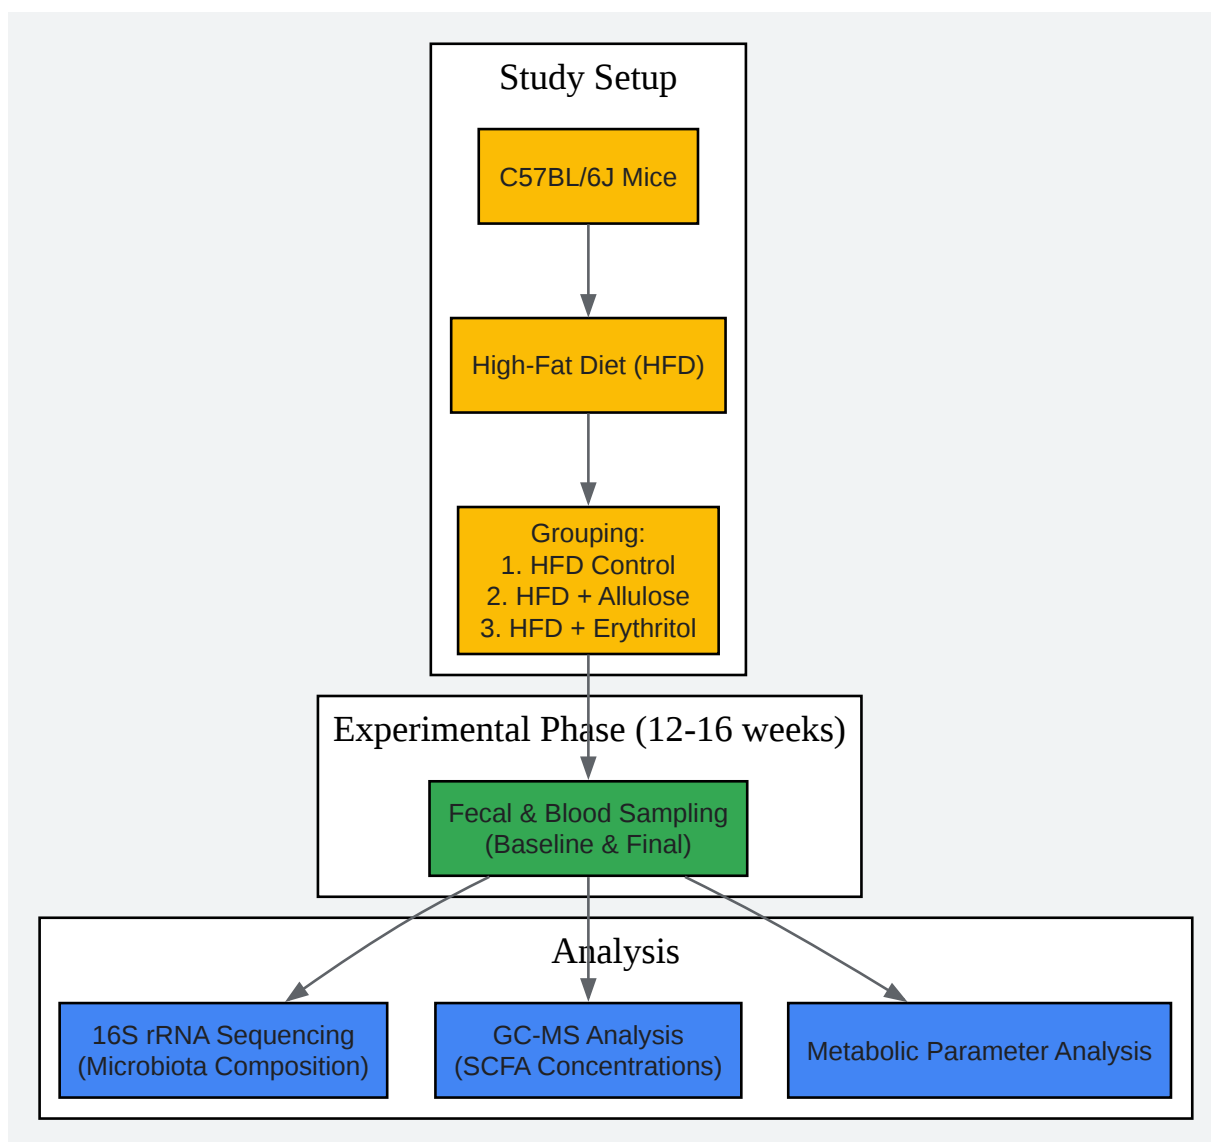 Study Setup
C57BL/6J Mice
High-Fat Diet (HFD)
Grouping:
1. HFD Control
2. HFD + Allulose
3. HFD + Erythritol
Experimental Phase (12-16 weeks)
Fecal & Blood Sampling
(Baseline & Final)
Analysis
16S rRNA Sequencing
(Microbiota Composition)
GC-MS Analysis
(SCFA Concentrations)
Metabolic Parameter Analysis